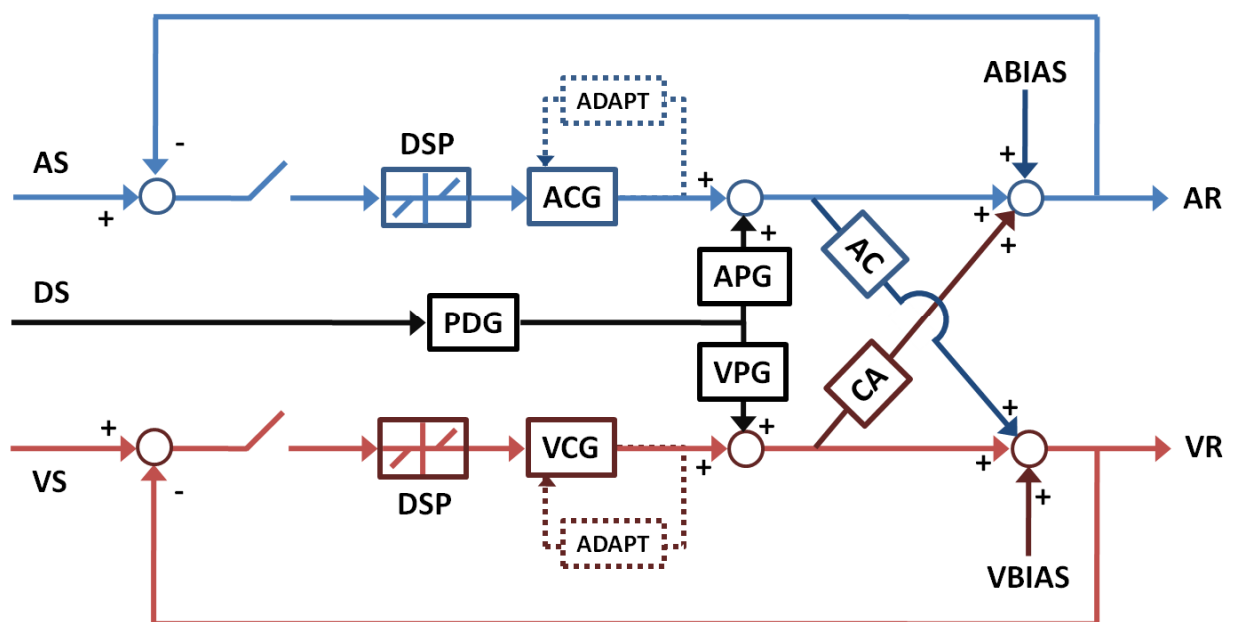 ABIAS
ADAPT
DSP
-
+
AS
+
ACG
+
AR
+
+
AC
+
APG
DS
PDG
VPG
CA
+
+
+
VCG
+
+
VR
VS
-
DSP
+
ADAPT
VBIAS